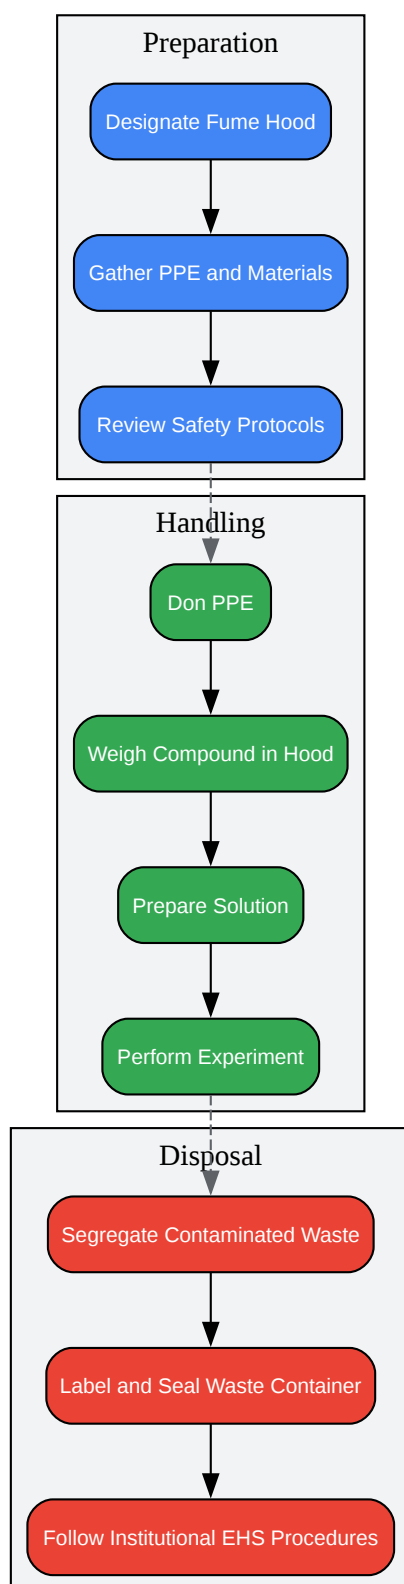 Preparation
Designate Fume Hood
Gather PPE and Materials
Review Safety Protocols
Handling
Don PPE
Weigh Compound in Hood
Prepare Solution
Perform Experiment
Disposal
Segregate Contaminated Waste
Label and Seal Waste Container
Follow Institutional EHS Procedures